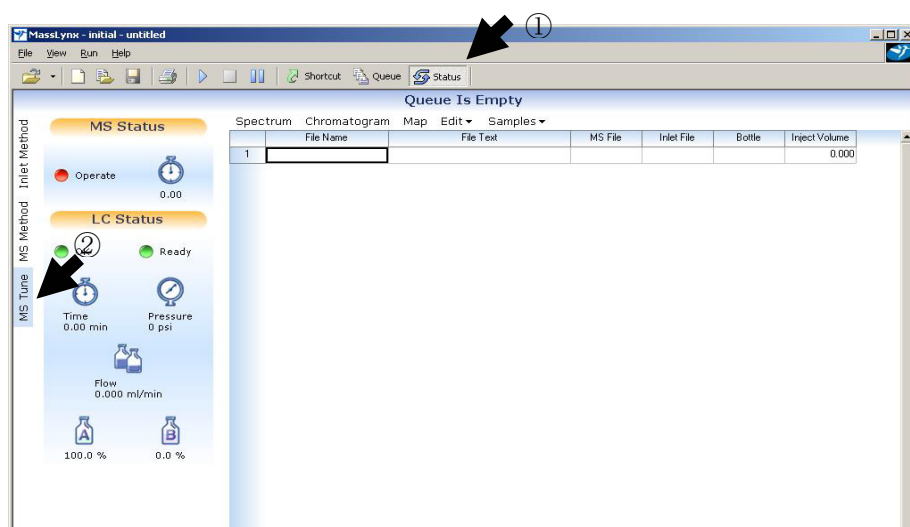 ①
MassLynx - initial - untitled
File View Run Help
Shortcut Queue Status
Queue Is Empty
Inlet Method
MS Method
MS Tune
MS Status
Operate
0.00
LC Status
②
Ready
Time
0.00 min
Pressure
0 psi
Flow
0.000 ml/min
A
B
100.0 %
0.0 %
Spectrum Chromatogram Map Edit Samples
File Name File Text MS File Inlet File Bottle Inject Volume
1 0.000